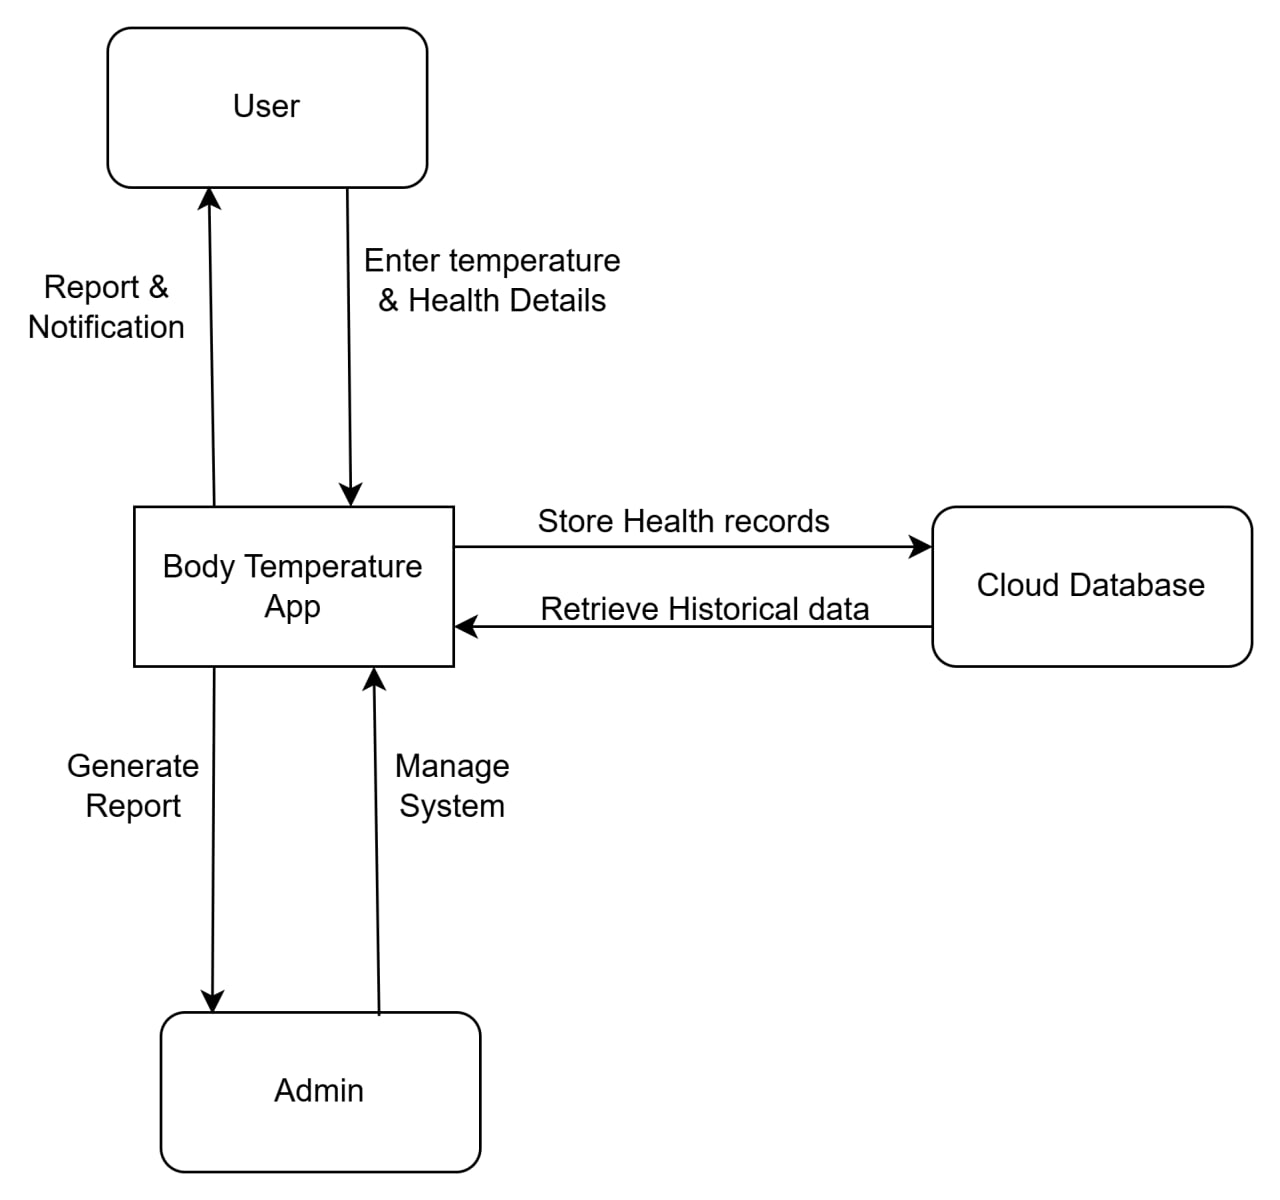 User
Report &
Notification
Enter temperature
& Health Details
Body Temperature
App
Store Health records
Retrieve Historical data
Cloud Database
Generate
Report
Manage
System
Admin